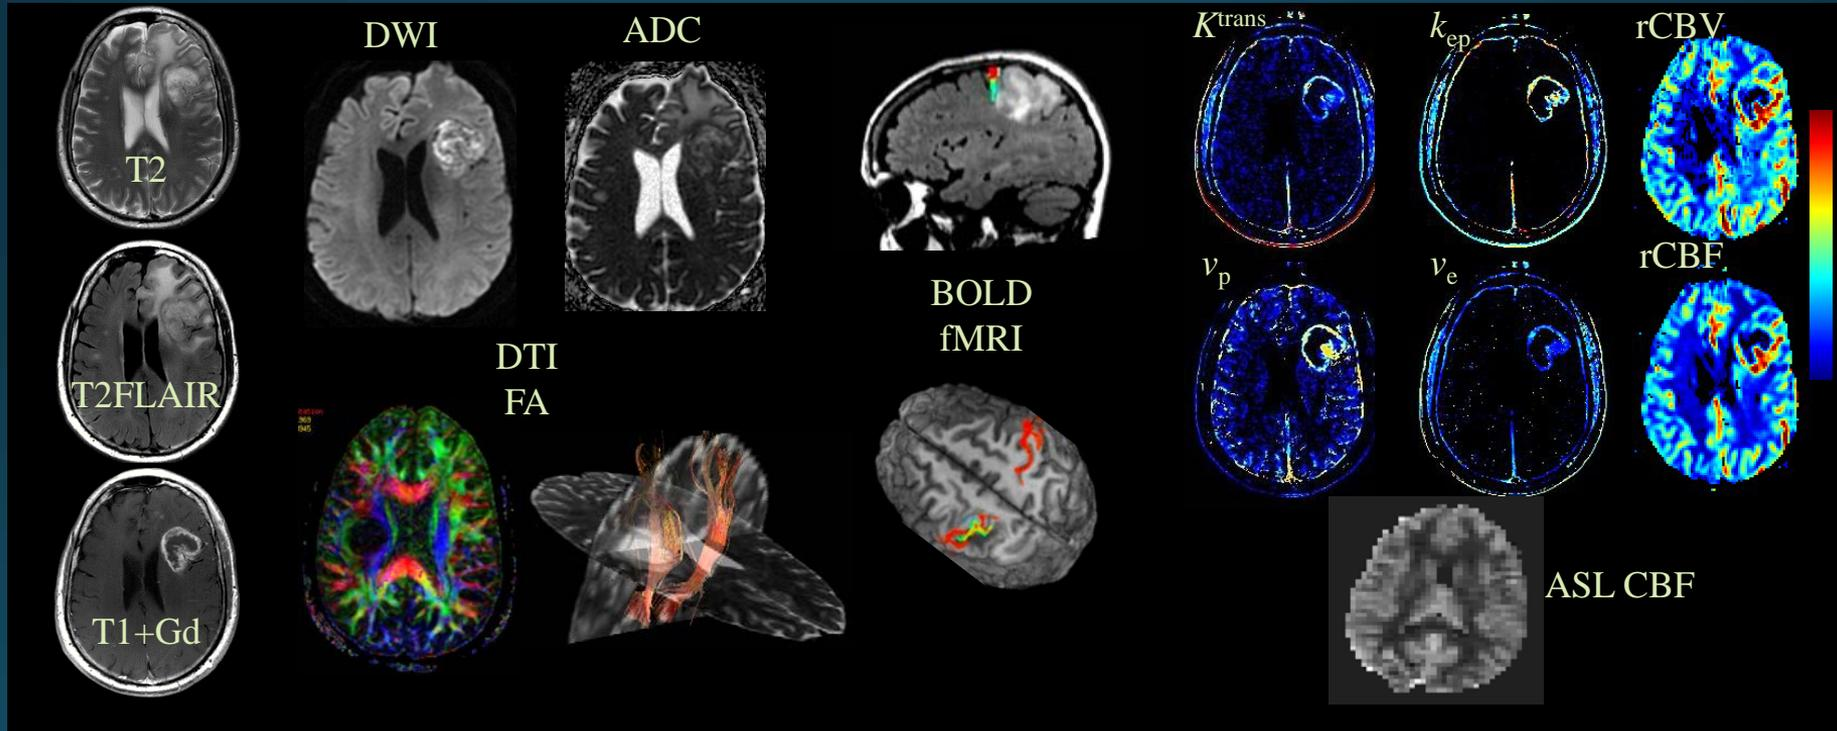 T2
T2FLAIR
T1+Gd
DWI
ADC
DTI
FA
BOLD
fMRI
Ktrans
kep
rCBV
vp
ve
rCBF
ASL CBF